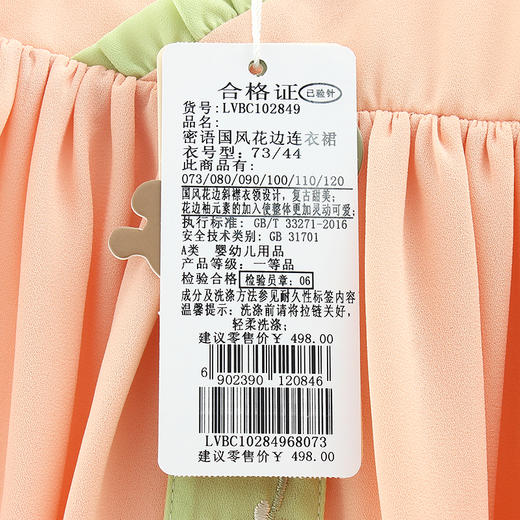 合格证 已验针
货号: LVBC102849
品名:
密语国风花边连衣裙
衣号型: 73/44
此商品有:
073/080/090/100/110/120
国风花边斜襟衣领设计，复古甜美;
花边袖元素的加入使整体更加灵动可爱;
执行标准: GB/T 33271-2016
安全技术类别: GB 31701
A类 婴幼儿用品
产品等级: 一等品
检验合格 检验员章: 06
成分及洗涤方法参见耐久性标签内容
温馨提示: 洗涤前请将拉链关好,
轻柔洗涤;
建议零售价¥ 498.00
6 902390 120846
LVBC10284968073
建议零售价¥ 498.00